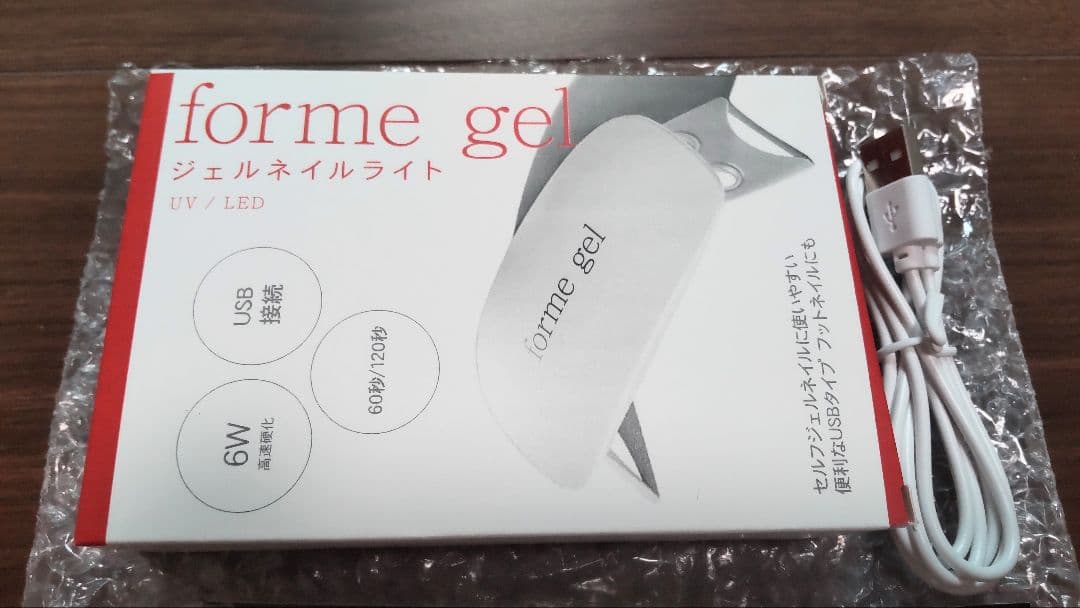 forme gel
ジェルネイルライト
UV / LED
USB
接続
60秒/120秒
6W
高速硬化
forme gel
セルフジェルネイルに使いやすい
便利なUSBタイプ フットネイルにも